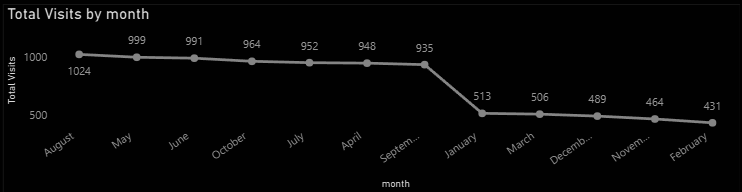 Total Visits by month
999 991 964 952 948 935
1000
1024
513 506 489 464 431
500
Total Visits
August May June October July April Septem... January March Decemb... Novem... February
month